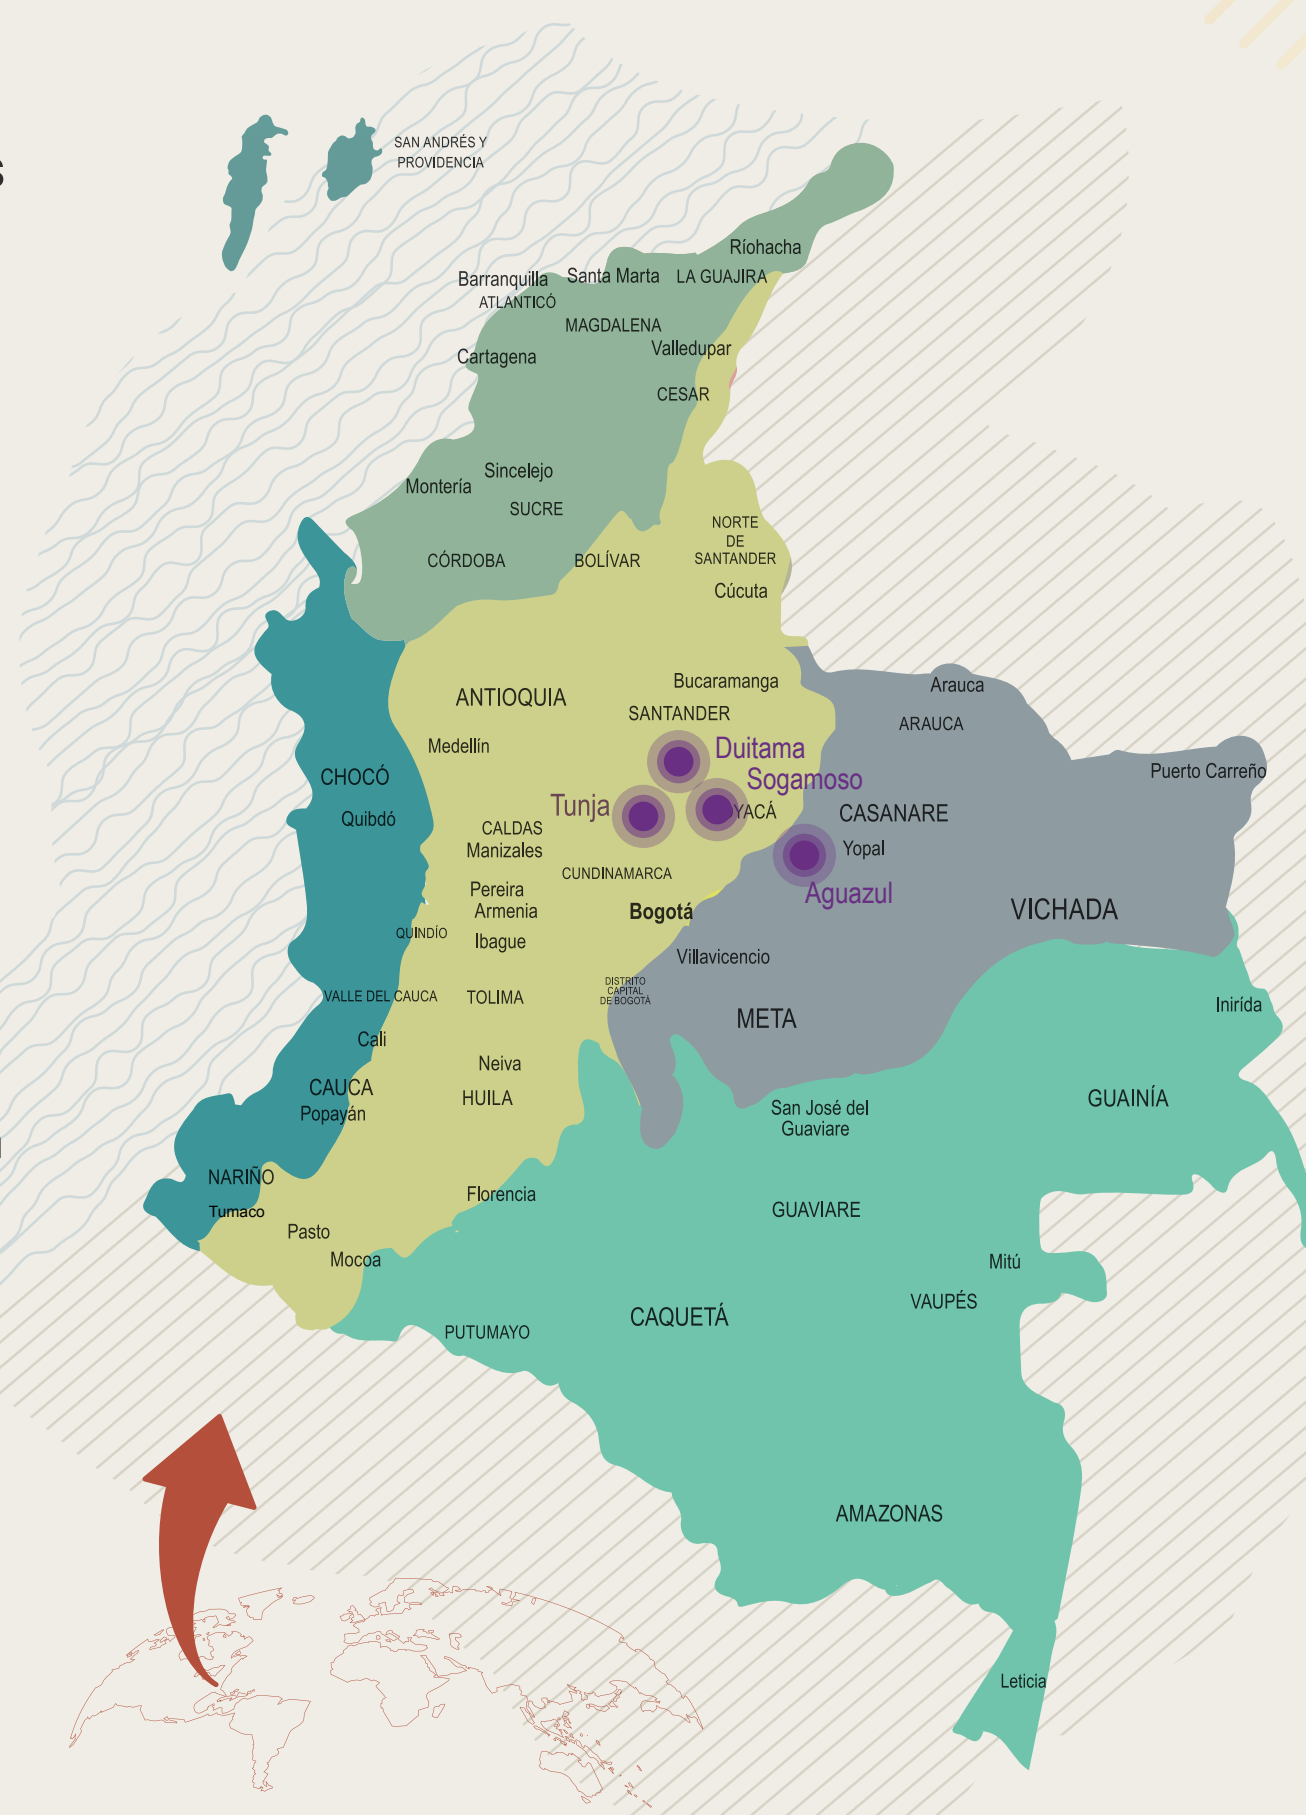 SAN ANDRÉS Y
PROVIDENCIA
s
Ríohacha
Barranquilla
Santa Marta
LA GUAJIRA
ATLANTICÓ
MAGDALENA
Valledupar
Cartagena
CESAR
Sincelejo
Montería
SUCRE
NORTE
DE
SANTANDER
CÓRDOBA
BOLÍVAR
Cúcuta
Bucaramanga
Arauca
ANTIOQUIA
SANTANDER
ARAUCA
Medellín
Duitama
CHOCÓ
Sogamoso
Puerto Carreño
Tunja
YACÁ
CASANARE
Quibdó
CALDAS
Manizales
Yopal
CUNDINAMARCA
Pereira
Aguazul
Armenia
Bogotá
VICHADA
QUINDÍO
Ibague
Villavicencio
DISTRITO
CAPITAL
DE BOGOTÀ
VALLE DEL CAUCA
TOLIMA
Inirída
META
Cali
Neiva
CAUCA
HUILA
GUAINÍA
Popayán
San José del
Guaviare
NARIÑO
Florencia
Tumaco
GUAVIARE
Pasto
Mocoa
Mitú
VAUPÉS
CAQUETÁ
PUTUMAYO
AMAZONAS
Leticia